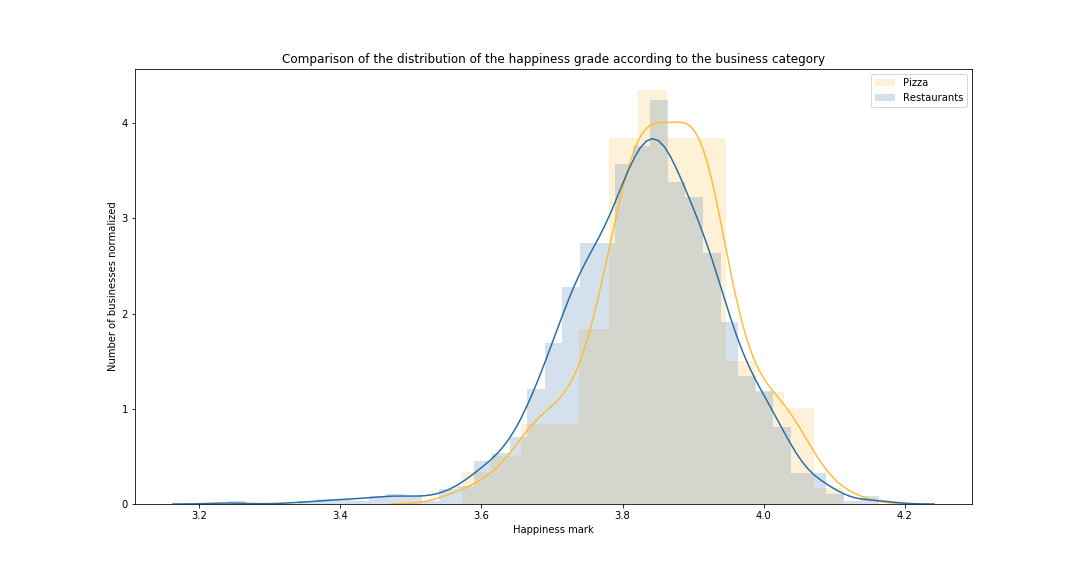 Comparison of the distribution of the happiness grade according to the business category
Pizza
Restaurants
Number of businesses normalized
4
3
2
1
0
3.2 3.4 3.6 3.8 4.0 4.2
Happiness mark